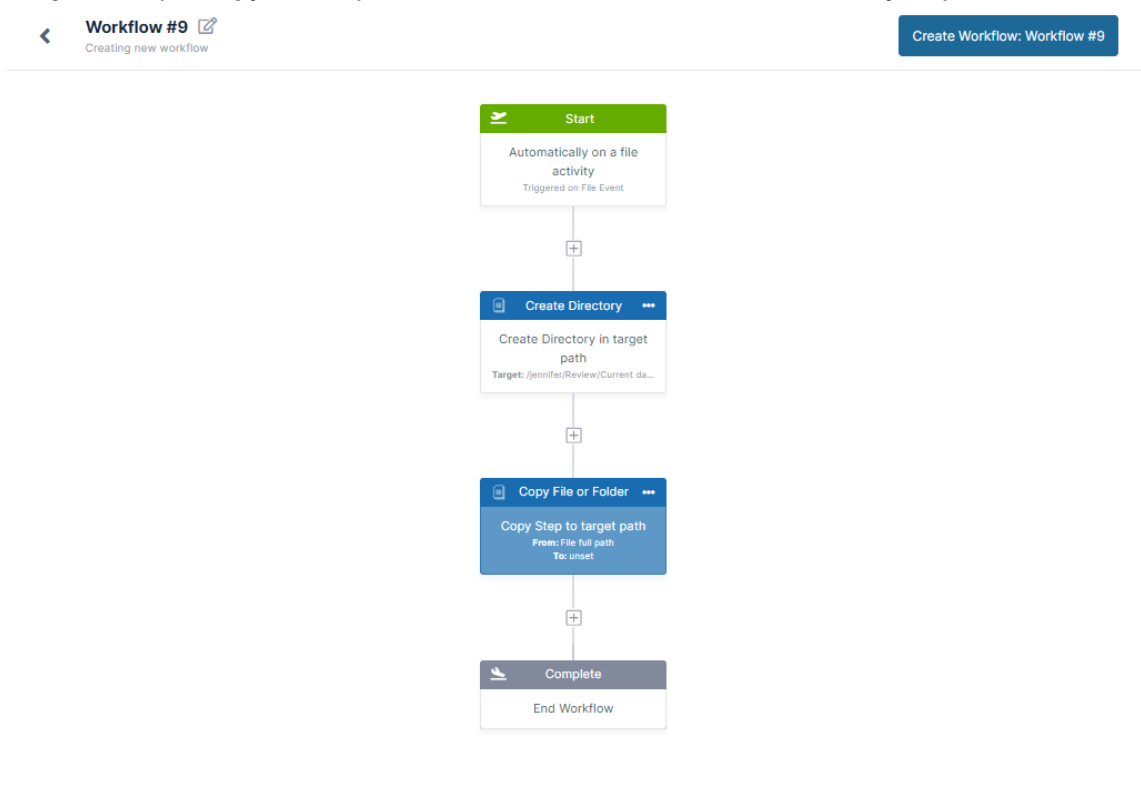 Workflow #9
Creating new workflow
Create Workflow: Workflow #9
Start
Automatically on a file
activity
Triggered on File Event
Create Directory
Create Directory in target
path
Target: /jennifer/Review/Current da...
Copy File or Folder
Copy Step to target path
From: File full path
To: unset
Complete
End Workflow